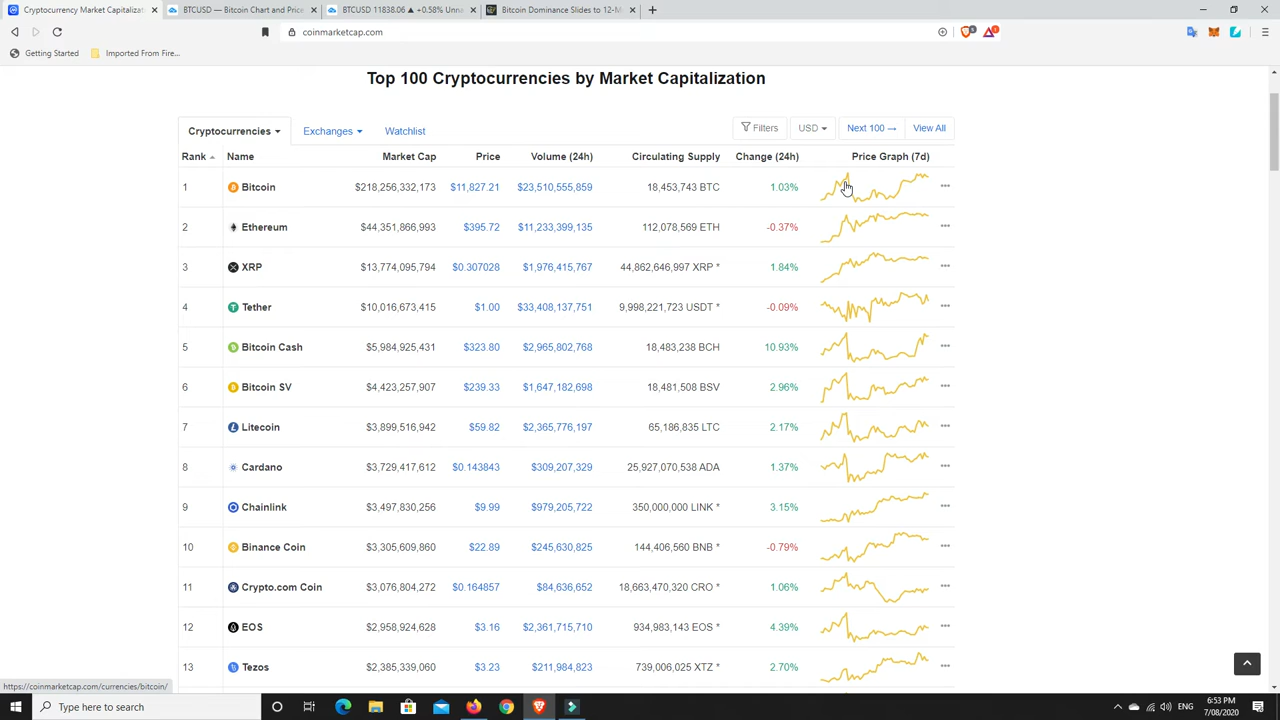 Cryptocurrency Market Capitalizat
BTCUSD — Bitcoin Chart and Price
BTCUSD 11838.06 ▲ +0.58% Unna
Bitcoin Dominance Slides to 12-M
coinmarketcap.com
Getting Started
Imported From Fire...
Top 100 Cryptocurrencies by Market Capitalization
Cryptocurrencies Exchanges Watchlist Filters USD Next 100 → View All
Rank Name Market Cap Price Volume (24h) Circulating Supply Change (24h) Price Graph (7d)
1 Bitcoin $218,256,332,173 $11,827.21 $23,510,555,859 18,453,743 BTC 1.03%
2 Ethereum $44,351,866,993 $395.72 $11,233,399,135 112,078,569 ETH -0.37%
3 XRP $13,774,095,794 $0.307028 $1,976,415,767 44,862,646,997 XRP * 1.84%
4 Tether $10,016,673,415 $1.00 $33,408,137,751 9,998,221,723 USDT * -0.09%
5 Bitcoin Cash $5,984,925,431 $323.80 $2,965,802,768 18,483,238 BCH 10.93%
6 Bitcoin SV $4,423,257,907 $239.33 $1,647,182,698 18,481,508 BSV 2.96%
7 Litecoin $3,899,516,942 $59.82 $2,365,776,197 65,186,835 LTC 2.17%
8 Cardano $3,729,417,612 $0.143843 $309,207,329 25,927,070,538 ADA 1.37%
9 Chainlink $3,497,830,256 $9.99 $979,205,722 350,000,000 LINK * 3.15%
10 Binance Coin $3,305,609,860 $22.89 $245,630,825 144,406,560 BNB * -0.79%
11 Crypto.com Coin $3,076,804,272 $0.164857 $84,636,652 18,663,470,320 CRO * 1.06%
12 EOS $2,958,924,628 $3.16 $2,361,715,710 934,983,143 EOS * 4.39%
13 Tezos $2,385,339,060 $3.23 $211,984,823 739,006,025 XTZ * 2.70%
https://coinmarketcap.com/currencies/bitcoin/
Type here to search
ENG
6:53 PM
7/08/2020